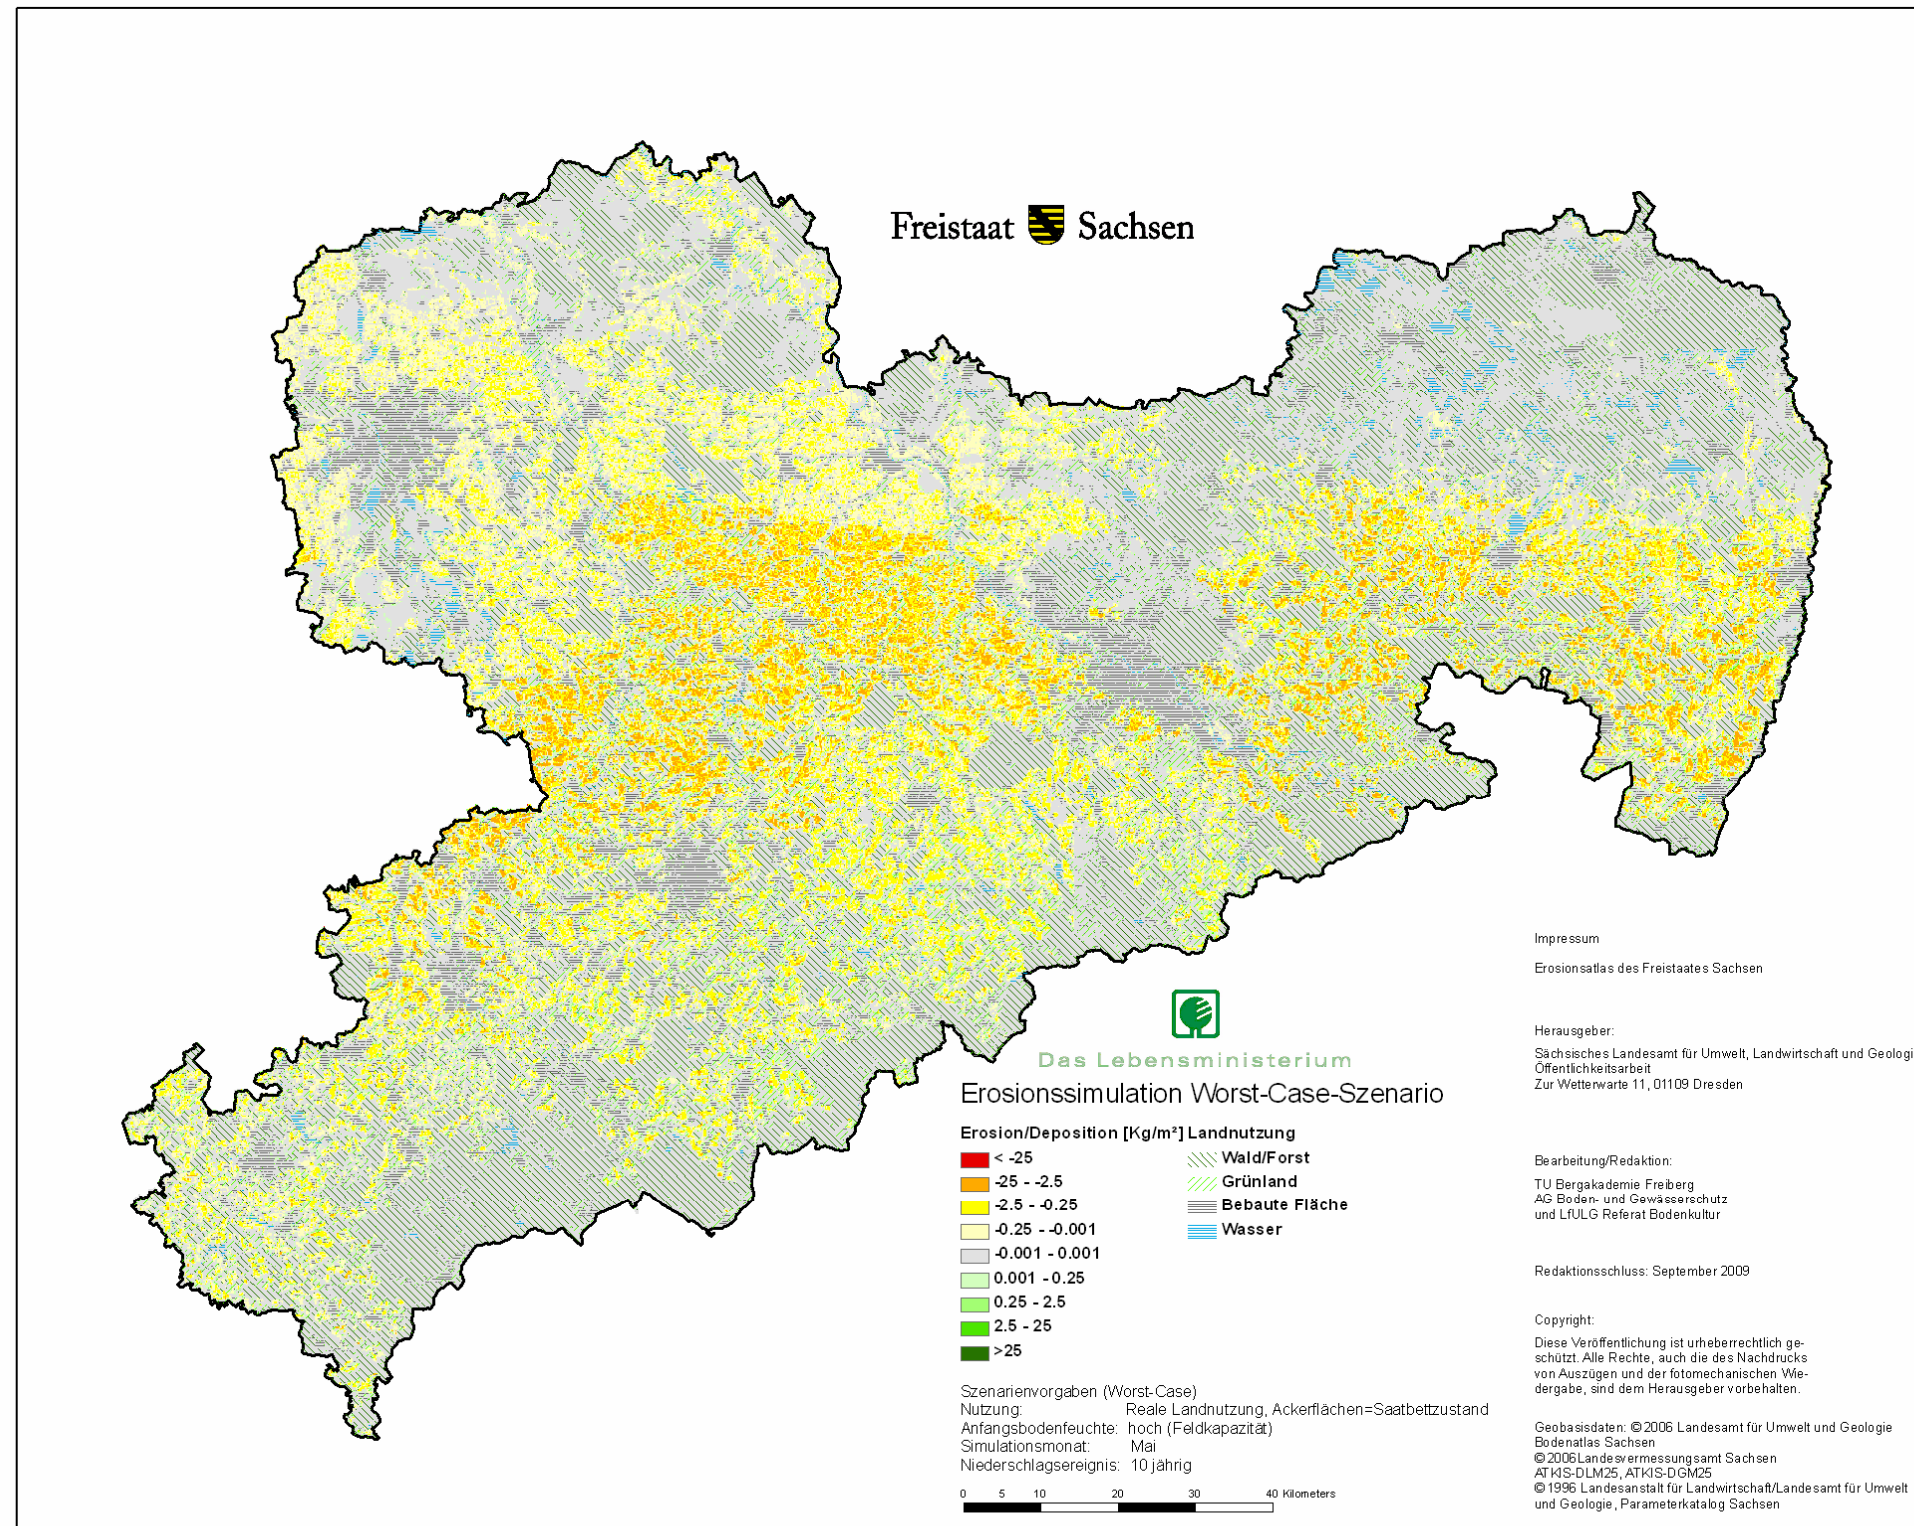 Freistaat Sachsen
Das Lebensministerium
Erosionssimulation Worst-Case-Szenario
Erosion/Deposition [Kg/m²] Landnutzung
< -25
-25 - -2.5
-2.5 - -0.25
-0.25 - -0.001
-0.001 - 0.001
0.001 - 0.25
0.25 - 2.5
2.5 - 25
>25
Wald/Forst
Grünland
Bebaute Fläche
Wasser
Szenarienvorgaben (Worst-Case)
Nutzung: Reale Landnutzung, Ackerflächen=Saatbettzustand
Anfangsbodenfeuchte: hoch (Feldkapazität)
Simulationsmonat: Mai
Niederschlagsereignis: 10 jährig
0 5 10 20 30 40 Kilometers
Impressum
Erosionsatlas des Freistaates Sachsen
Herausgeber:
Sächsisches Landesamt für Umwelt, Landwirtschaft und Geologi
Öffentlichkeitsarbeit
Zur Wetterwarte 11, 01109 Dresden
Bearbeitung/Redaktion:
TU Bergakademie Freiberg
AG Boden- und Gewässerschutz
und LfULG Referat Bodenkultur
Redaktionsschluss: September 2009
Copyright:
Diese Veröffentlichung ist urheberrechtlich ge-
schützt. Alle Rechte, auch die des Nachdrucks
von Auszügen und der fotomechanischen Wie-
dergabe, sind dem Herausgeber vorbehalten.
Geobasisdaten: ©2006 Landesamt für Umwelt und Geologie
Bodenatlas Sachsen
©2006Landesvermessungsamt Sachsen
ATKIS-DLM25, ATKIS-DGM25
©1996 Landesanstalt für Landwirtschaft/Landesamt für Umwelt
und Geologie, Parameterkatalog Sachsen